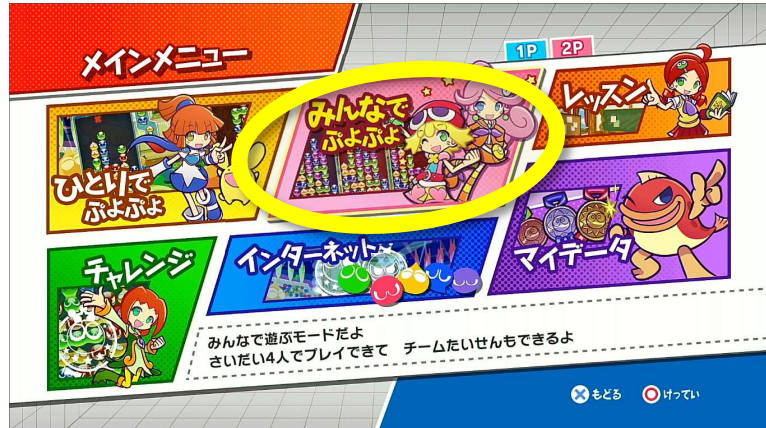 メインメニュー
1P 2P
ひとりで
ぷよぷよ
みんなで
ぷよぷよ
レッスン
チャレンジ
インターネット
マイデータ
みんなで遊ぶモードだよ
さいだい4人でプレイできて チームたいせんもできるよ
もどる けってい